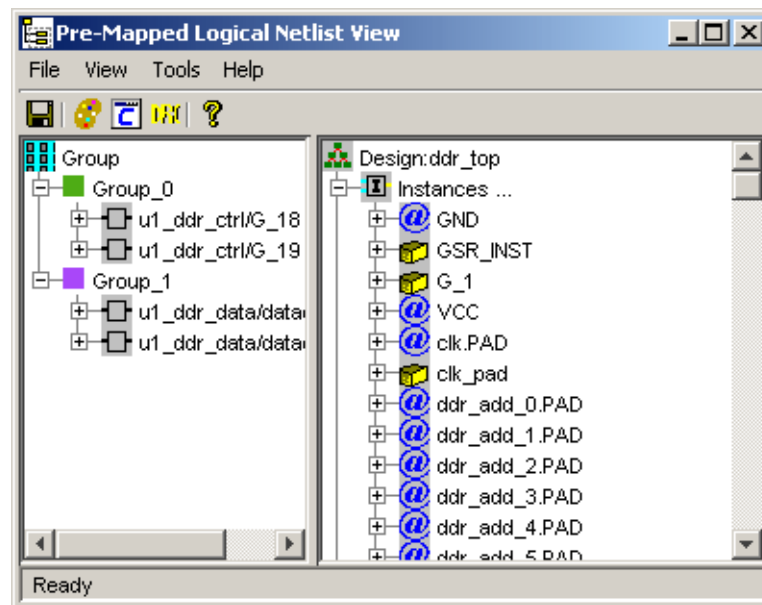 Pre-Mapped Logical Netlist View
File View Tools Help
Group
Group_0
u1_ddr_ctrl/G_18
u1_ddr_ctrl/G_19
Group_1
u1_ddr_data/data
u1_ddr_data/data
Design:ddr_top
Instances ...
GND
GSR_INST
G_1
VCC
clk.PAD
clk_pad
ddr_add_0.PAD
ddr_add_1.PAD
ddr_add_2.PAD
ddr_add_3.PAD
ddr_add_4.PAD
ddr_add_5.PAD
Ready